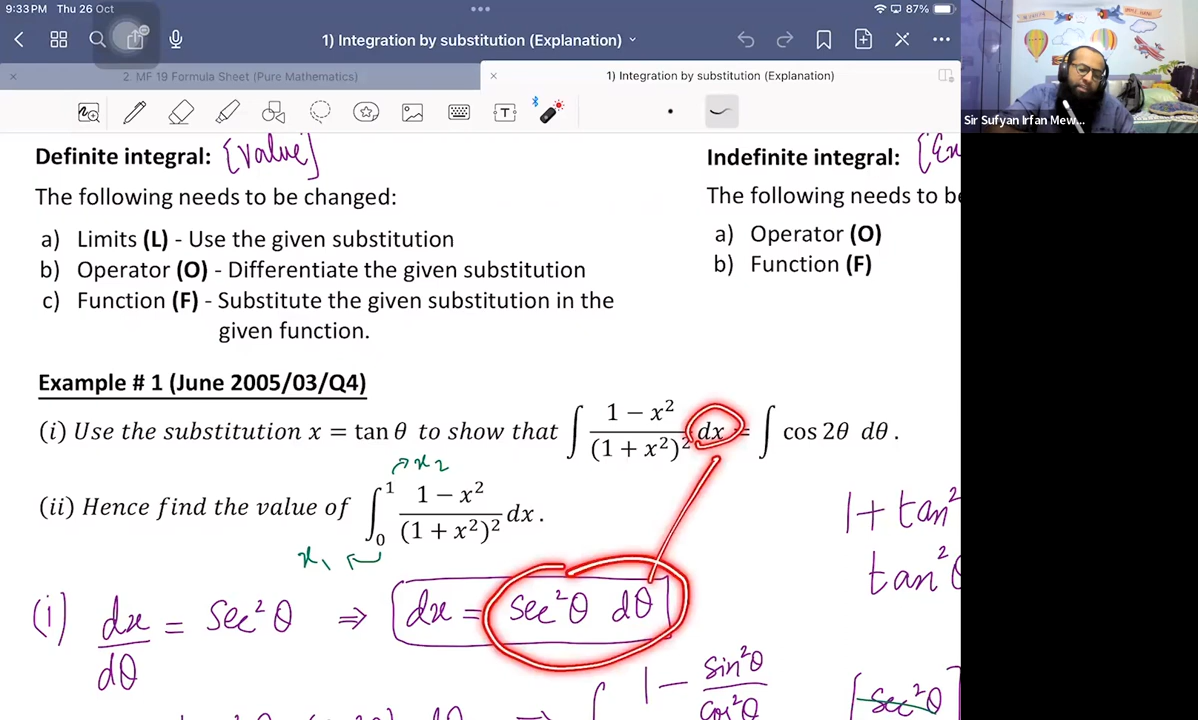 9:33PM Thu 26 Oct
87%
1) Integration by substitution (Explanation)
2. MF 19 Formula Sheet (Pure Mathematics)
1) Integration by substitution (Explanation)
Sir Sufyan Irfan Mew...
Definite integral: [Value]
The following needs to be changed:
a) Limits (L) - Use the given substitution
b) Operator (O) - Differentiate the given substitution
c) Function (F) - Substitute the given substitution in the
given function.
Indefinite integral:
The following needs to
a) Operator (O)
b) Function (F)
Example # 1 (June 2005/03/Q4)
(i) Use the substitution x = tan θ to show that ∫ (1 − x²)/(1 + x²)² dx = ∫ cos 2θ dθ .
x₂
(ii) Hence find the value of ∫₀¹ (1 − x²)/(1 + x²)² dx .
x₁
1 + tan²
tan²θ
(i) dx/dθ = sec²θ ⇒ dx = sec²θ dθ
1 − sin²θ/cos²θ
sec²θ